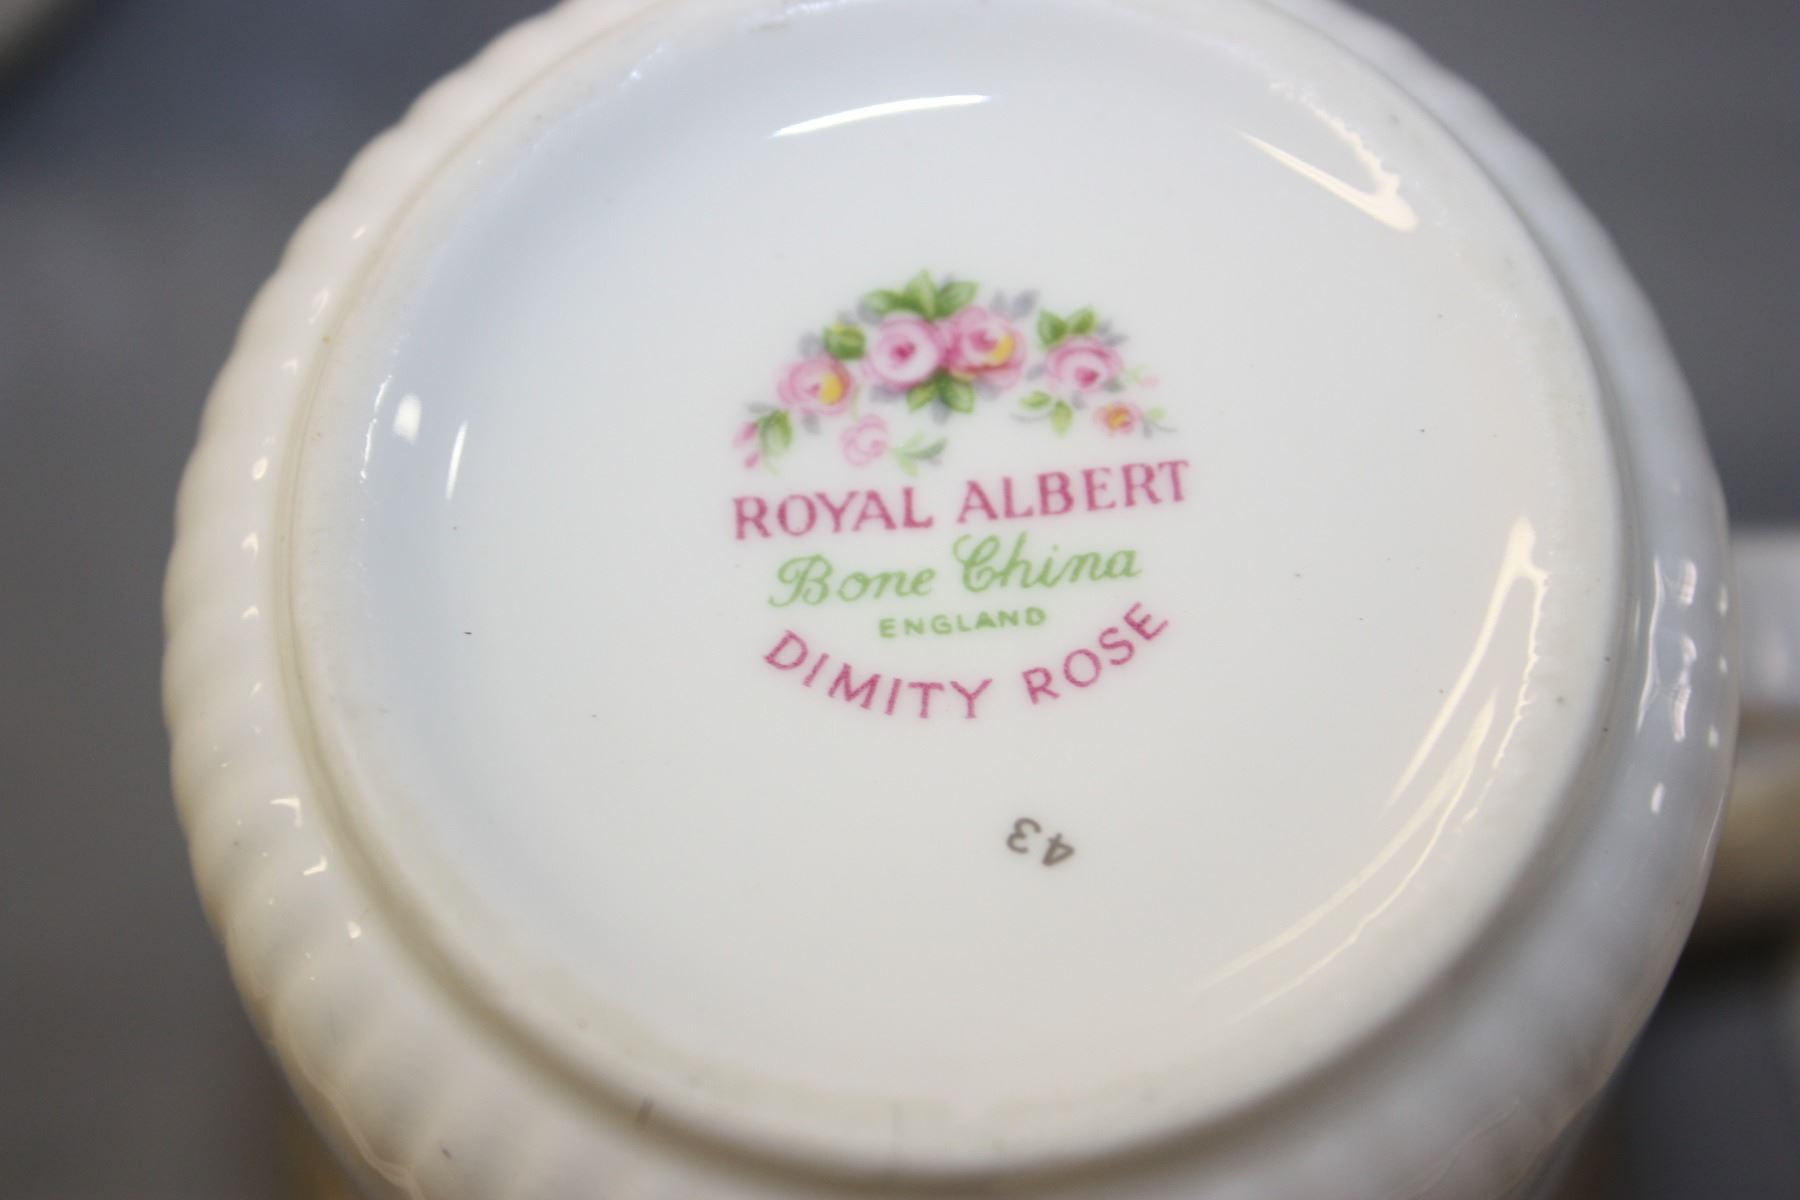 ROYAL ALBERT
Bone China
ENGLAND
DIMITY ROSE
43